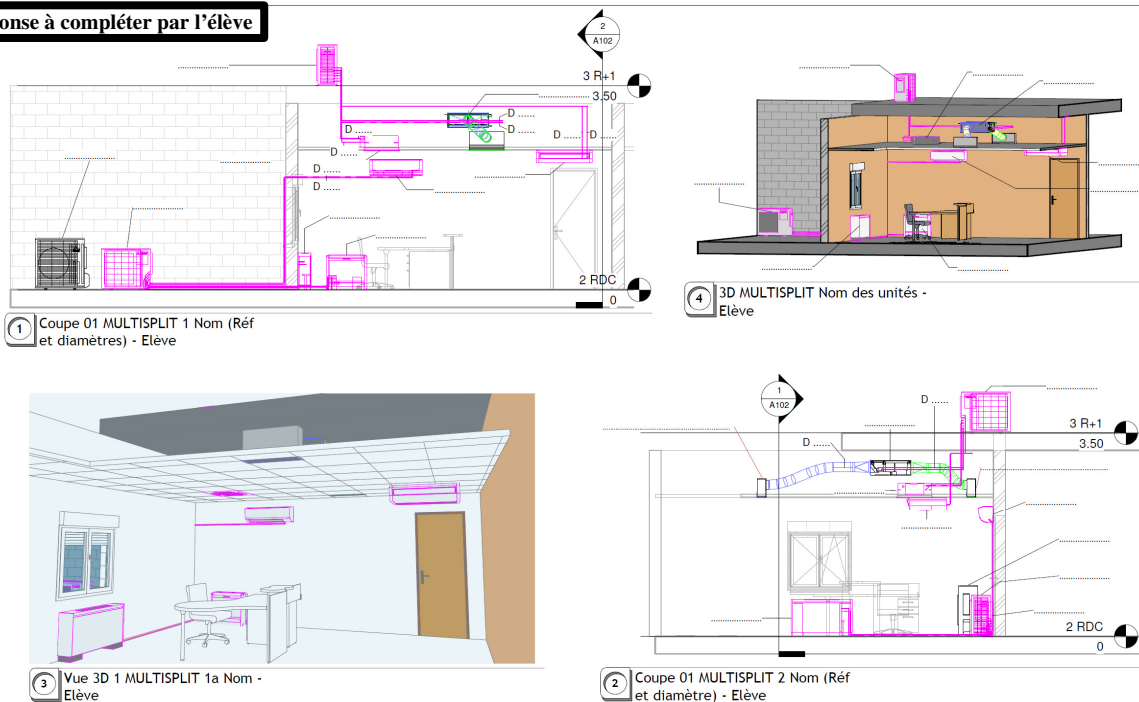 onse à compléter par l'élève
2
A102
3 R+1
3.50
....................
....................
D ......
D ......
D ......
D ......
D ......
D ......
D ......
D ......
....................
....................
....................
....................
....................
....................
....................
2 RDC
0
1
Coupe 01 MULTISPLIT 1 Nom (Réf
et diamètres) - Elève
....................
....................
....................
....................
....................
....................
....................
....................
4
3D MULTISPLIT Nom des unités -
Elève
3
Vue 3D 1 MULTISPLIT 1a Nom -
Elève
1
A102
D ......
D ......
....................
....................
....................
3 R+1
3.50
....................
....................
....................
....................
....................
....................
....................
....................
2 RDC
0
2
Coupe 01 MULTISPLIT 2 Nom (Réf
et diamètre) - Elève